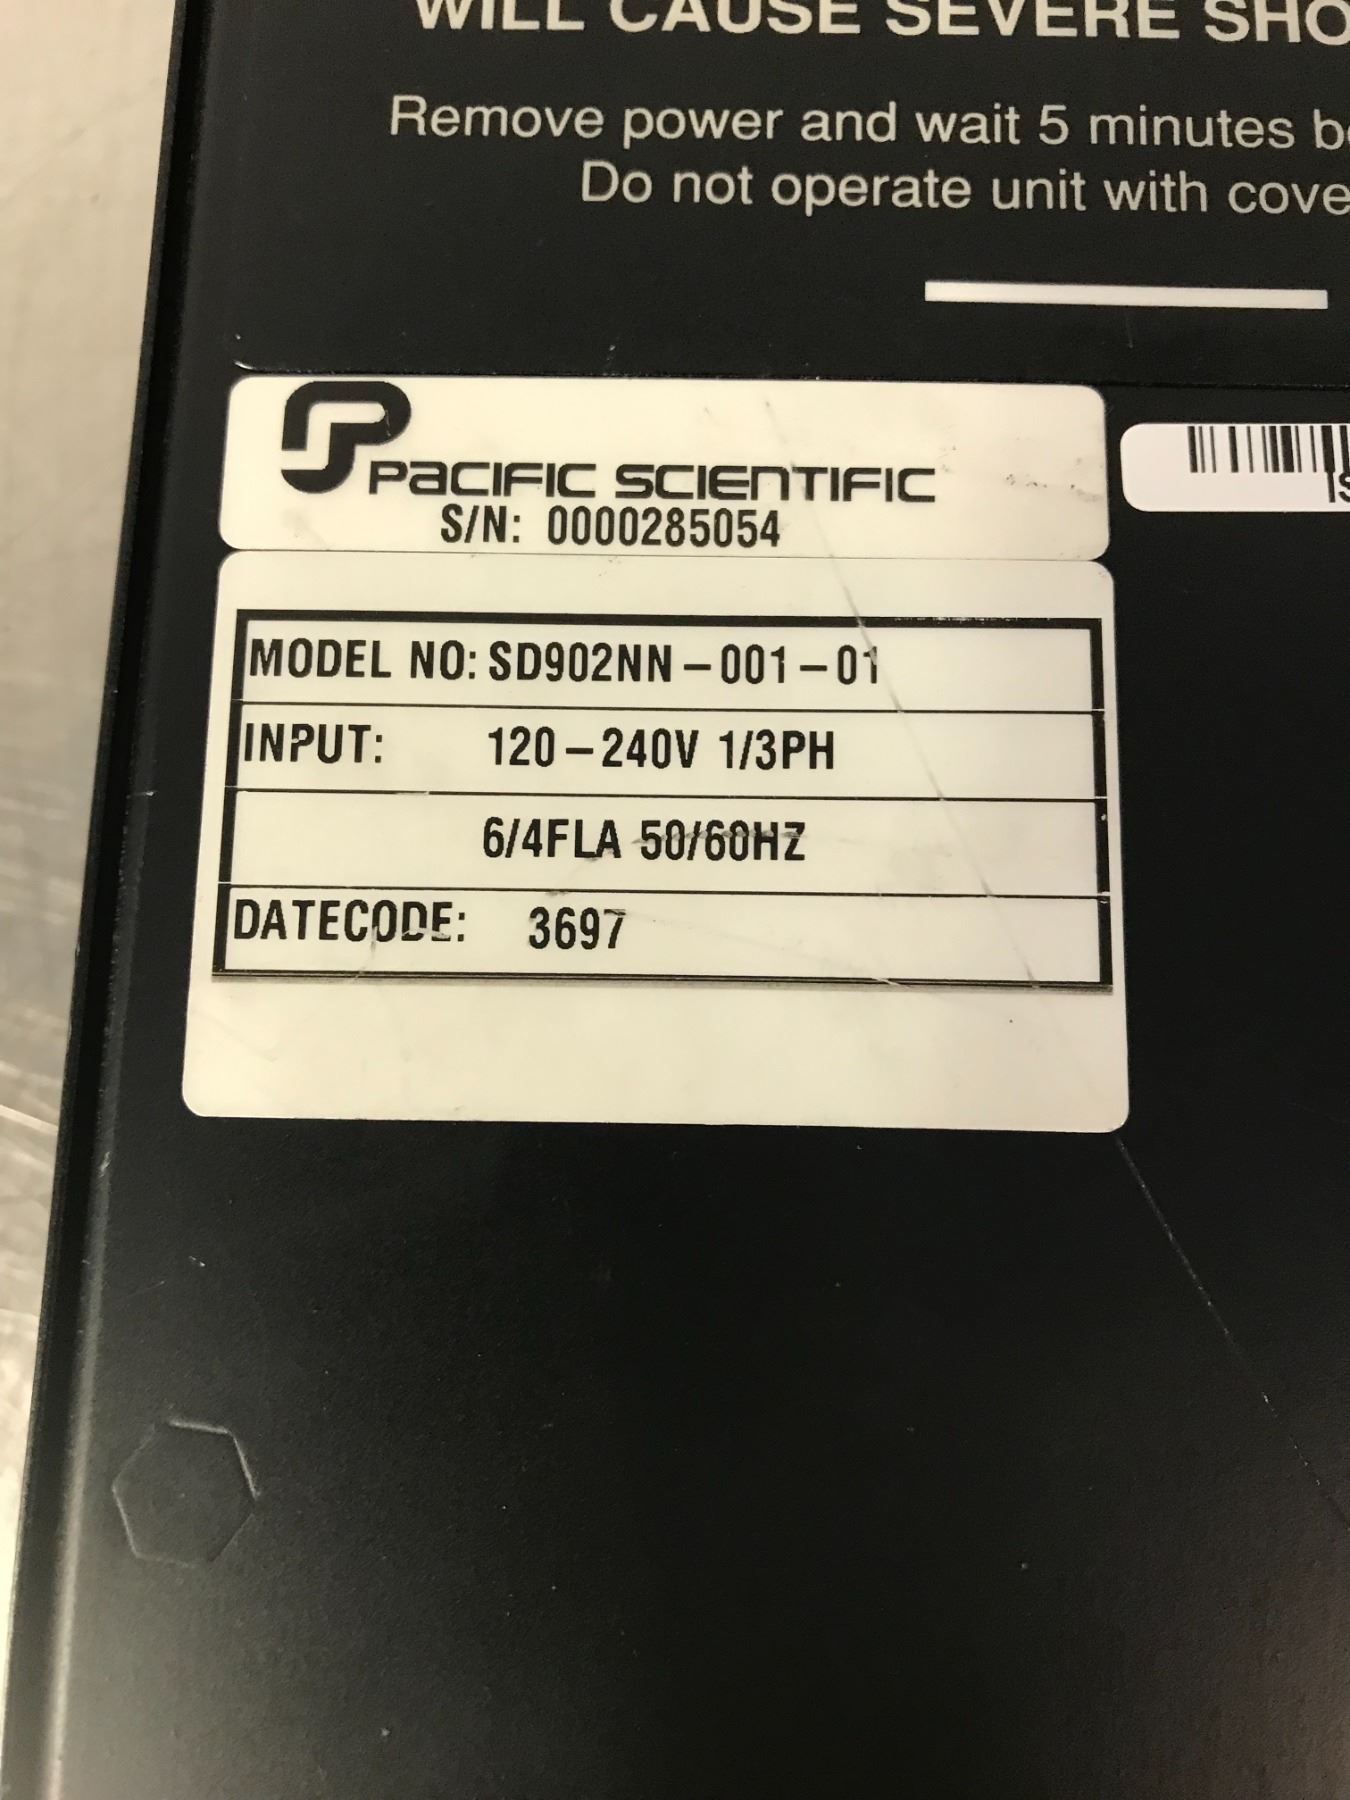 WILL CAUSE SEVERE SHO
Remove power and wait 5 minutes b
Do not operate unit with cove
PACIFIC SCIENTIFIC
S/N: 0000285054
MODEL NO: SD902NN-001-01
INPUT: 120-240V 1/3PH
6/4FLA 50/60HZ
DATECODE: 3697